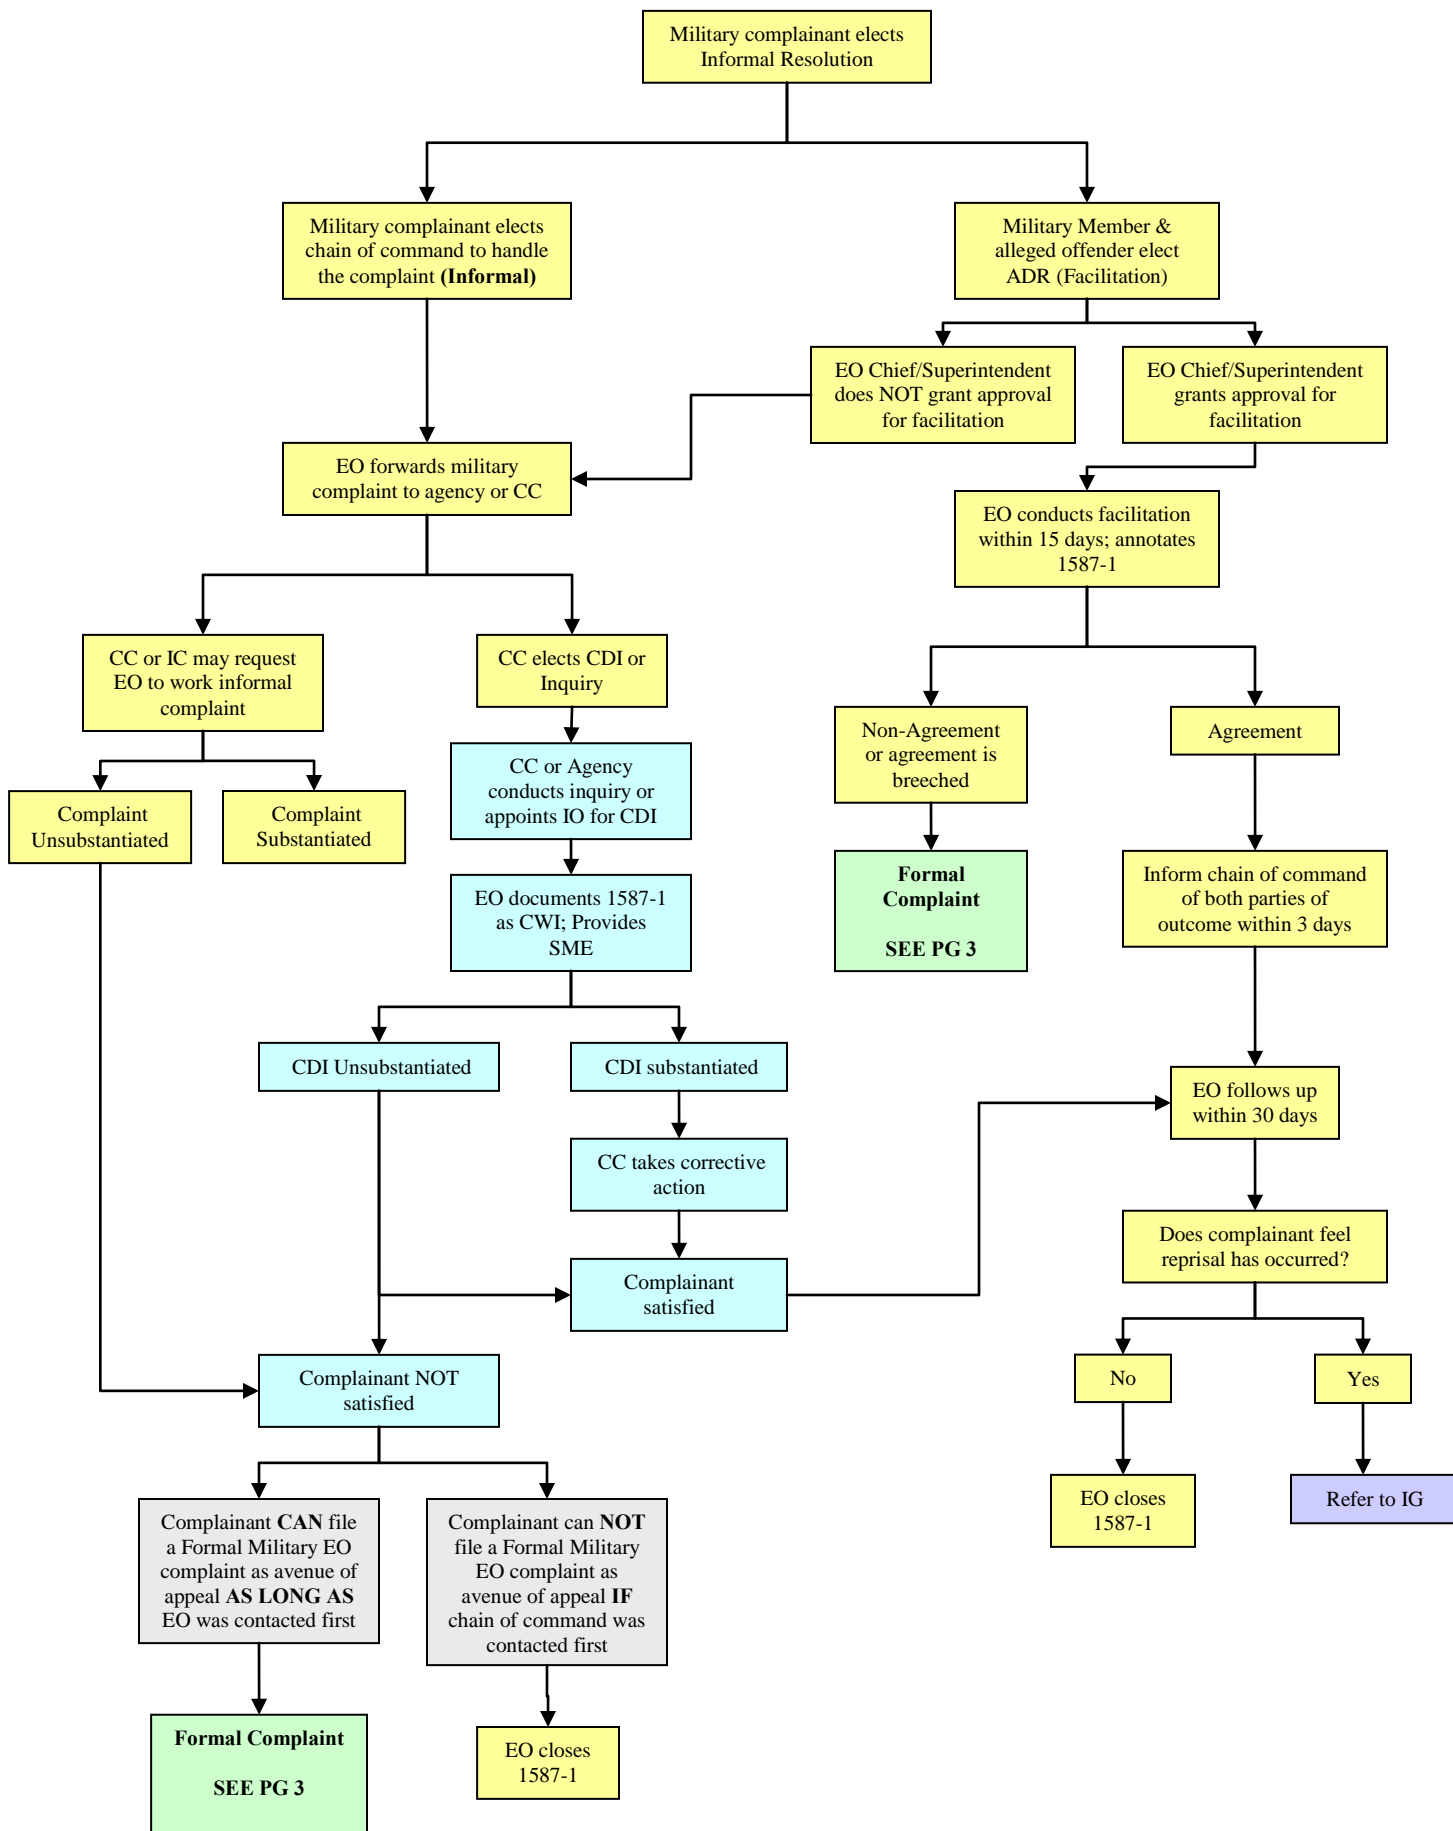 Military complainant elects
Informal Resolution
Military complainant elects
chain of command to handle
the complaint (Informal)
Military Member &
alleged offender elect
ADR (Facilitation)
EO Chief/Superintendent
does NOT grant approval
for facilitation
EO Chief/Superintendent
grants approval for
facilitation
EO forwards military
complaint to agency or CC
EO conducts facilitation
within 15 days; annotates
1587-1
CC or IC may request
EO to work informal
complaint
CC elects CDI or
Inquiry
Non-Agreement
or agreement is
breeched
Agreement
CC or Agency
conducts inquiry or
appoints IO for CDI
Complaint
Unsubstantiated
Complaint
Substantiated
Formal
Complaint
SEE PG 3
Inform chain of command
of both parties of
outcome within 3 days
EO documents 1587-1
as CWI; Provides
SME
CDI Unsubstantiated
CDI substantiated
EO follows up
within 30 days
CC takes corrective
action
Does complainant feel
reprisal has occurred?
Complainant
satisfied
Complainant NOT
satisfied
No
Yes
EO closes
1587-1
Refer to IG
Complainant CAN file
a Formal Military EO
complaint as avenue of
appeal AS LONG AS
EO was contacted first
Complainant can NOT
file a Formal Military
EO complaint as
avenue of appeal IF
chain of command was
contacted first
Formal Complaint
SEE PG 3
EO closes
1587-1